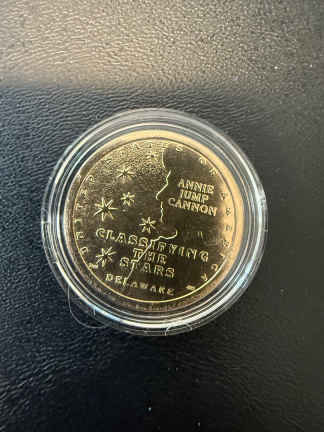 UNITED STATES OF AMERICA
ANNIE
JUMP
CANNON
CLASSIFYING
THE
STARS
DELAWARE